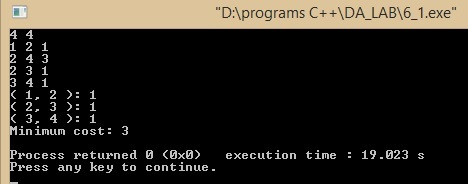 "D:\programs C++\DA_LAB\6_1.exe"
4 4
1 2 1
2 4 3
2 3 1
3 4 1
( 1, 2 ): 1
( 2, 3 ): 1
( 3, 4 ): 1
Minimum cost: 3
Process returned 0 (0x0)   execution time : 19.023 s
Press any key to continue.